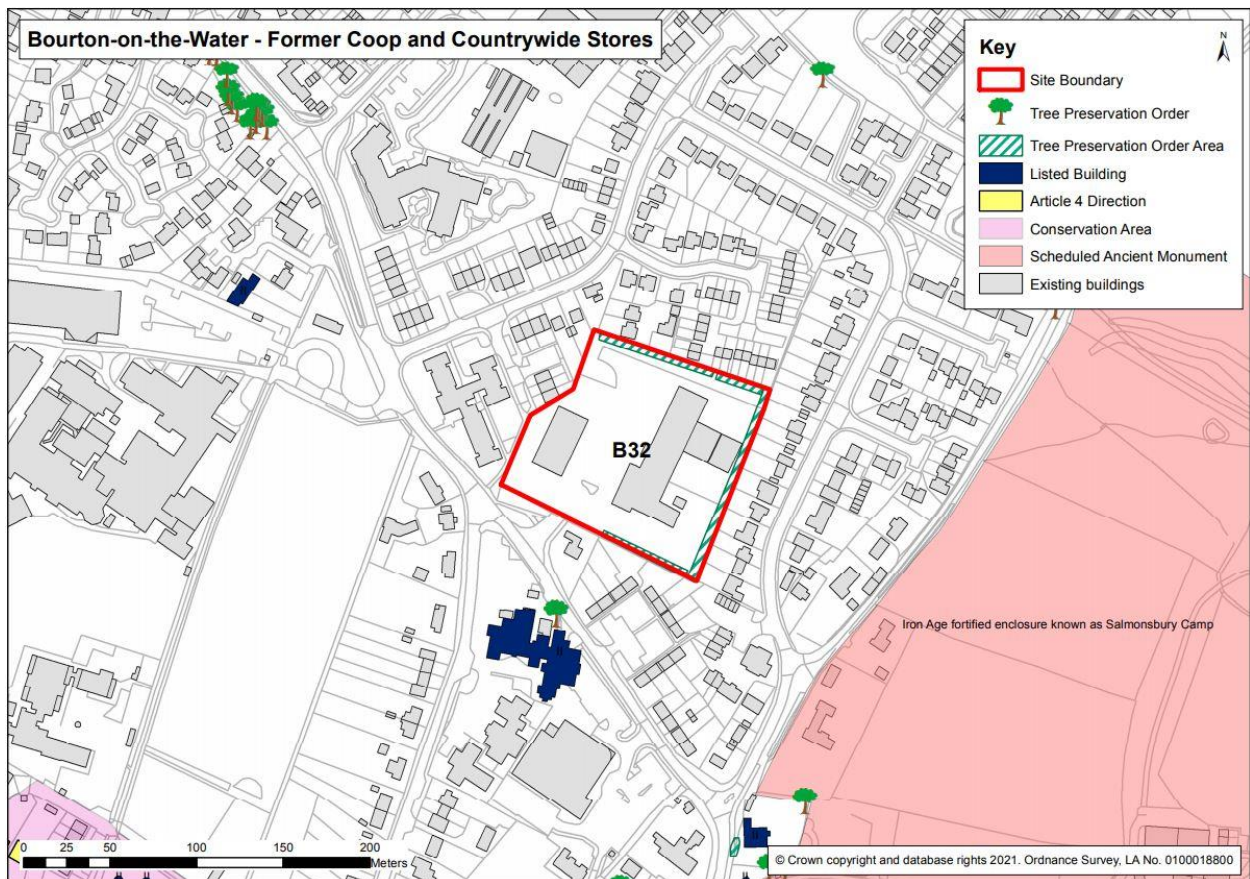 Bourton-on-the-Water - Former Coop and Countrywide Stores
Key
N
Site Boundary
Tree Preservation Order
Tree Preservation Order Area
Listed Building
Article 4 Direction
Conservation Area
Scheduled Ancient Monument
Existing buildings
B32
Iron Age fortified enclosure known as Salmonsbury Camp
0 25 50 100 150 200
Meters
© Crown copyright and database rights 2021. Ordnance Survey, LA No. 0100018800